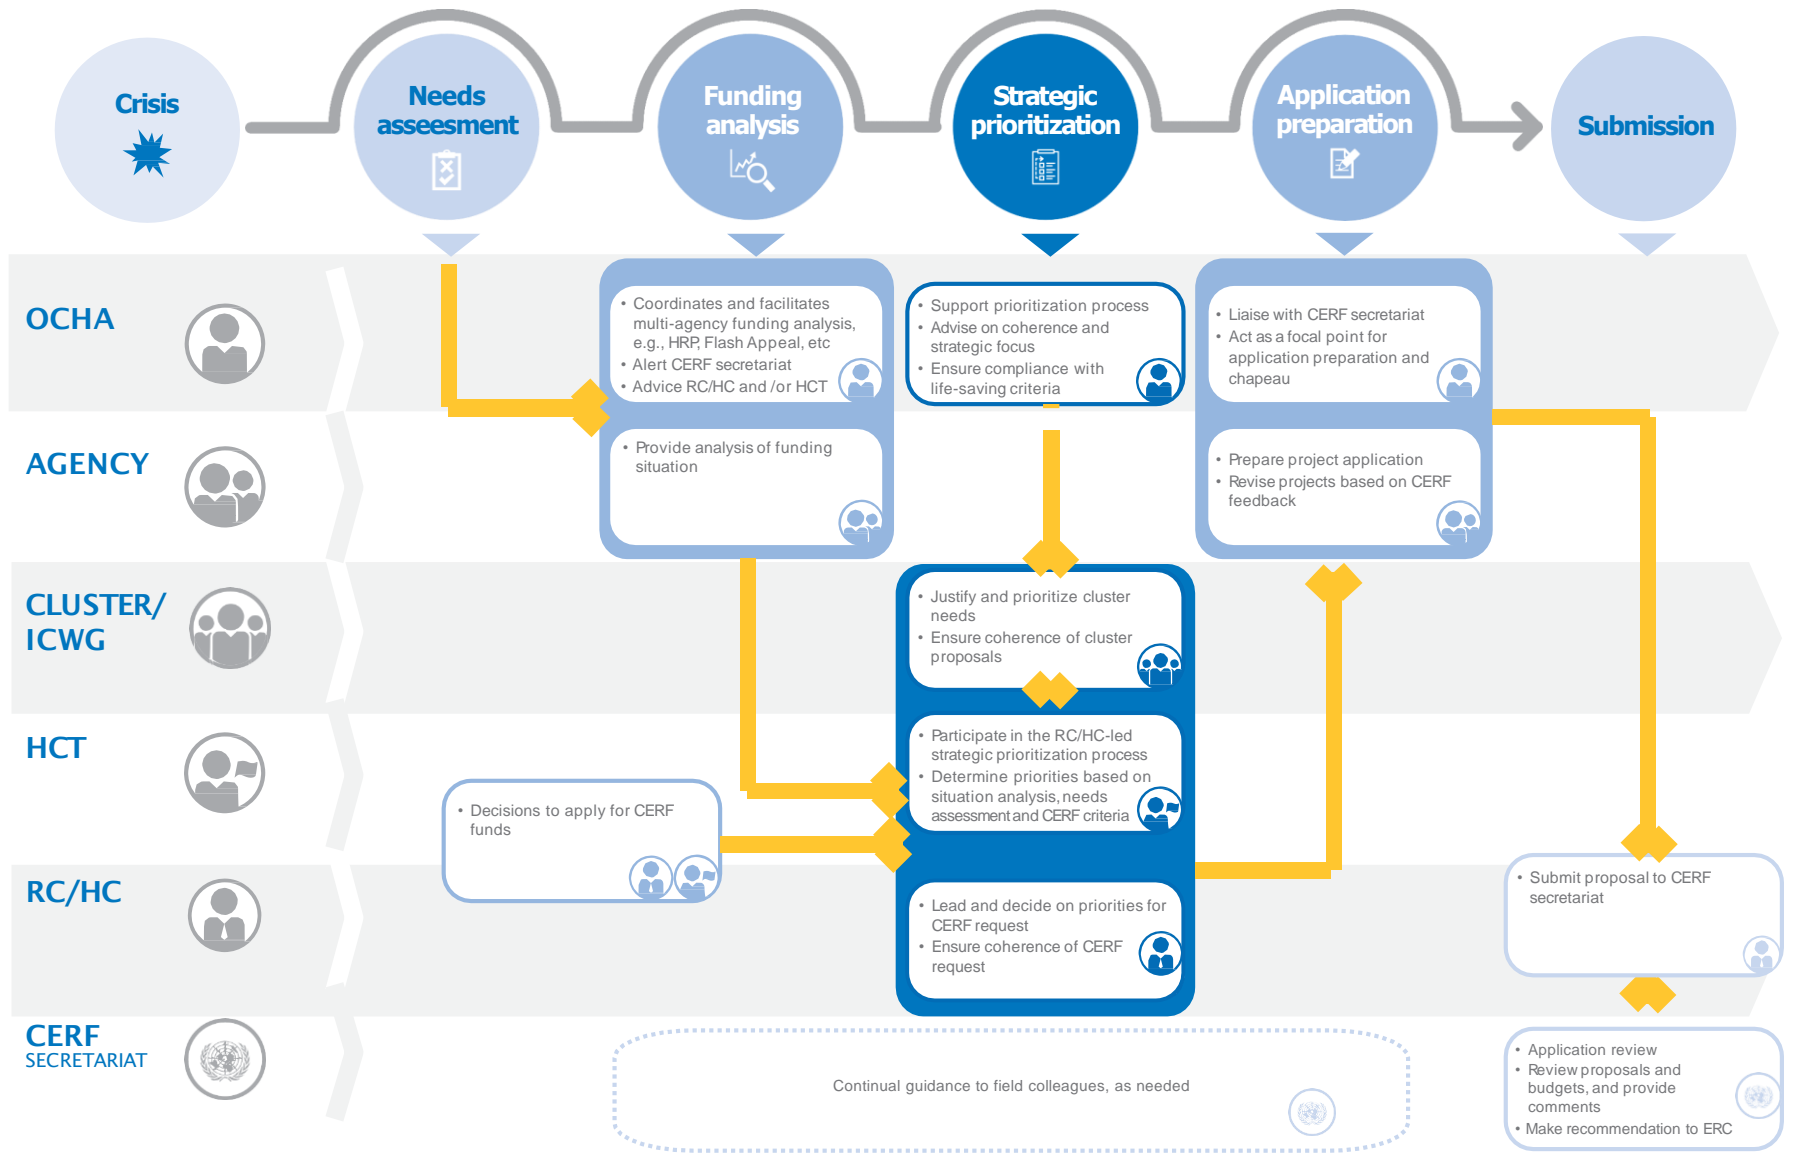 Crisis
Needs
asseesment
Funding
analysis
Strategic
prioritization
Application
preparation
Submission
OCHA
• Coordinates and facilitates
multi-agency funding analysis,
e.g., HRP, Flash Appeal, etc
• Alert CERF secretariat
• Advice RC/HC and /or HCT
• Support prioritization process
• Advise on coherence and
strategic focus
• Ensure compliance with
life-saving criteria
• Liaise with CERF secretariat
• Act as a focal point for
application preparation and
chapeau
AGENCY
• Provide analysis of funding
situation
• Prepare project application
• Revise projects based on CERF
feedback
CLUSTER/
ICWG
• Justify and prioritize cluster
needs
• Ensure coherence of cluster
proposals
HCT
• Participate in the RC/HC-led
strategic prioritization process
• Determine priorities based on
situation analysis, needs
assessment and CERF criteria
• Decisions to apply for CERF
funds
RC/HC
• Lead and decide on priorities for
CERF request
• Ensure coherence of CERF
request
• Submit proposal to CERF
secretariat
CERF
SECRETARIAT
Continual guidance to field colleagues, as needed
• Application review
• Review proposals and
budgets, and provide
comments
• Make recommendation to ERC